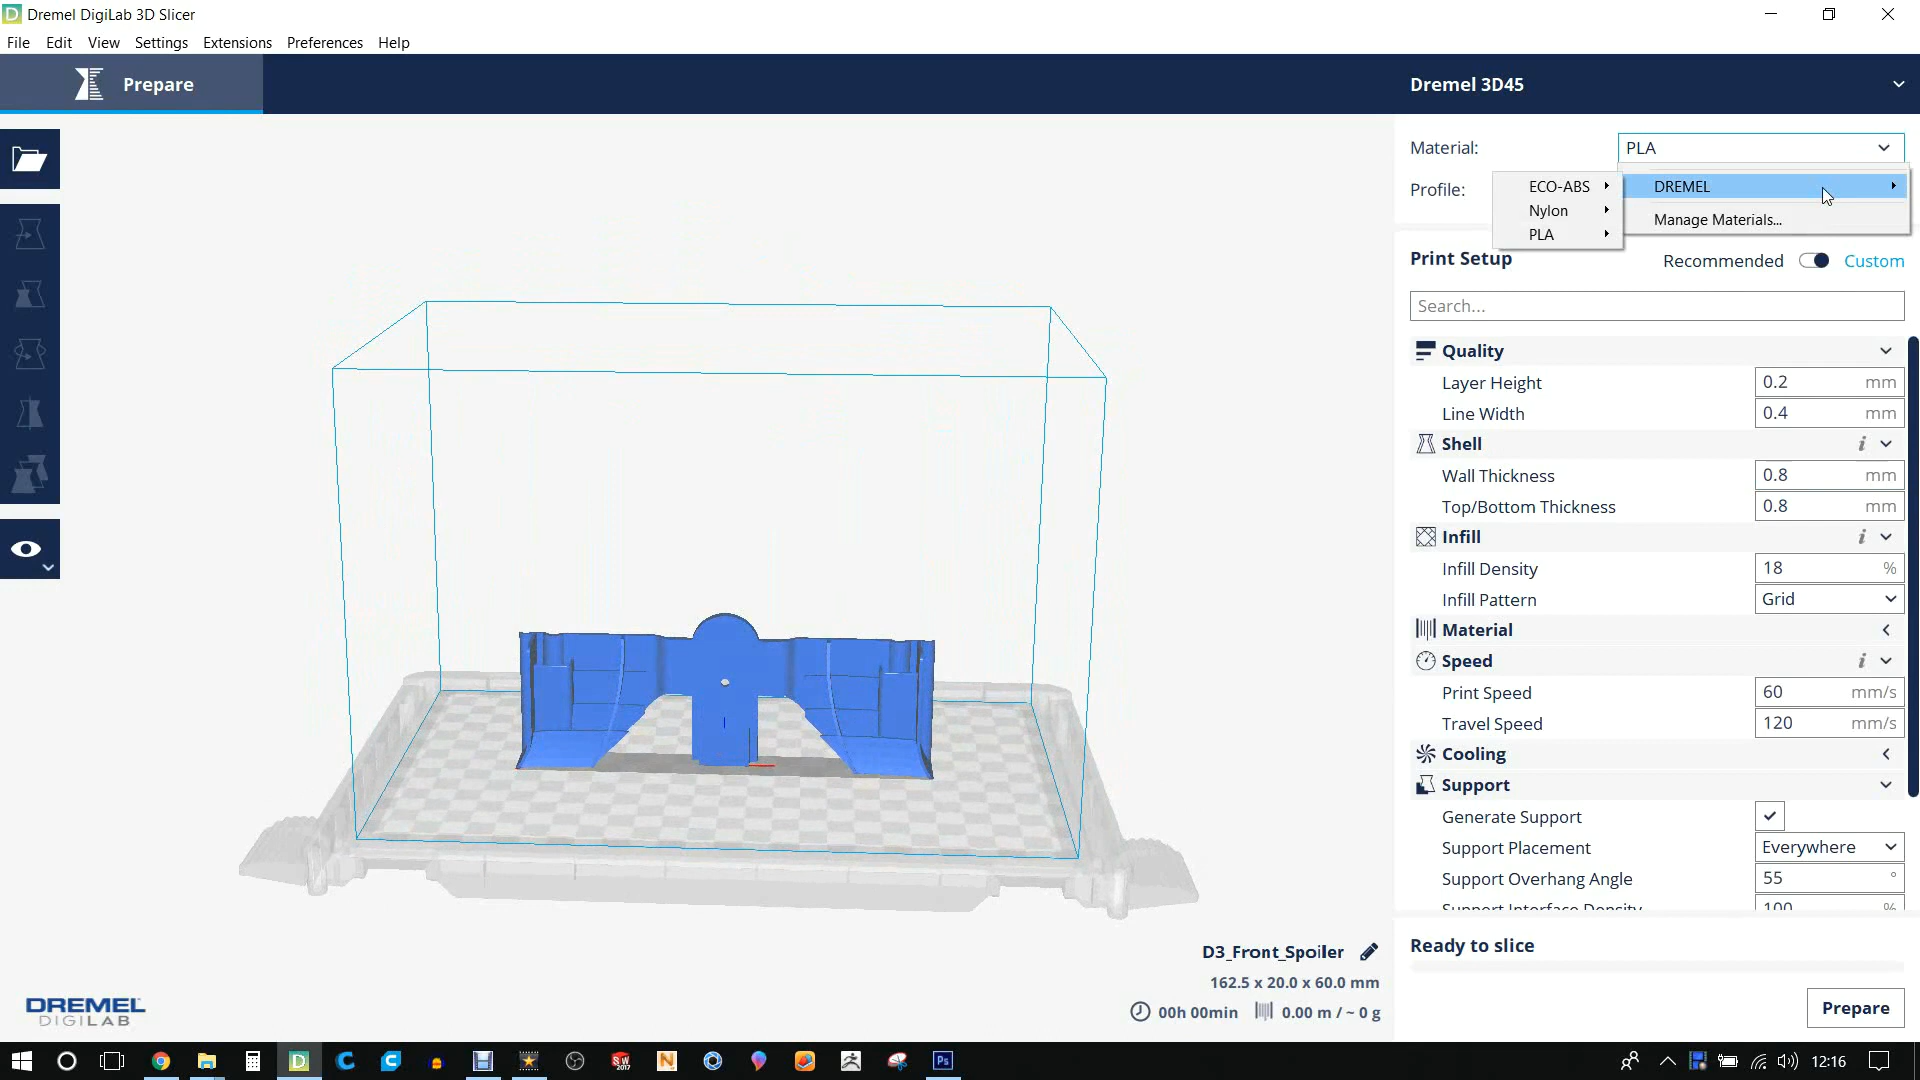 Dremel DigiLab 3D Slicer
File Edit View Settings Extensions Preferences Help
Prepare
Dremel 3D45
Material: PLA
Profile:
ECO-ABS
Nylon
PLA
DREMEL
Manage Materials...
Print Setup Recommended Custom
Search...
Quality
Layer Height 0.2 mm
Line Width 0.4 mm
Shell i
Wall Thickness 0.8 mm
Top/Bottom Thickness 0.8 mm
Infill i
Infill Density 18 %
Infill Pattern Grid
Material
Speed i
Print Speed 60 mm/s
Travel Speed 120 mm/s
Cooling
Support
Generate Support
Support Placement Everywhere
Support Overhang Angle 55 °
Support Interface Density 100 %
D3_Front_Spoiler
162.5 x 20.0 x 60.0 mm
00h 00min 0.00 m / ~ 0 g
Ready to slice
Prepare
DREMEL
DIGILAB
12:16